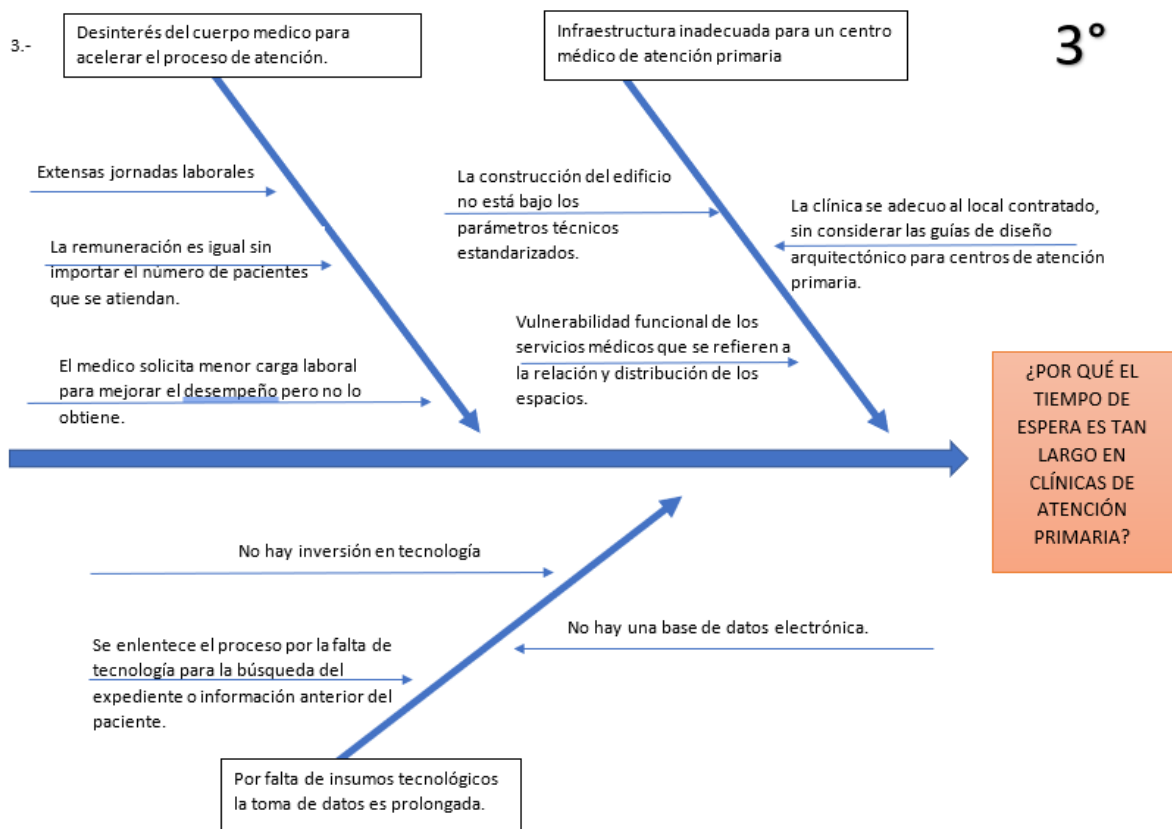 3.-
Desinterés del cuerpo medico para
acelerar el proceso de atención.
Infraestructura inadecuada para un centro
médico de atención primaria
3°
Extensas jornadas laborales
La remuneración es igual sin
importar el número de pacientes
que se atiendan.
El medico solicita menor carga laboral
para mejorar el desempeño pero no lo
obtiene.
La construcción del edificio
no está bajo los
parámetros técnicos
estandarizados.
La clínica se adecuo al local contratado,
sin considerar las guías de diseño
arquitectónico para centros de atención
primaria.
Vulnerabilidad funcional de los
servicios médicos que se refieren a
la relación y distribución de los
espacios.
¿POR QUÉ EL
TIEMPO DE
ESPERA ES TAN
LARGO EN
CLÍNICAS DE
ATENCIÓN
PRIMARIA?
No hay inversión en tecnología
Se enlentece el proceso por la falta de
tecnología para la búsqueda del
expediente o información anterior del
paciente.
No hay una base de datos electrónica.
Por falta de insumos tecnológicos
la toma de datos es prolongada.